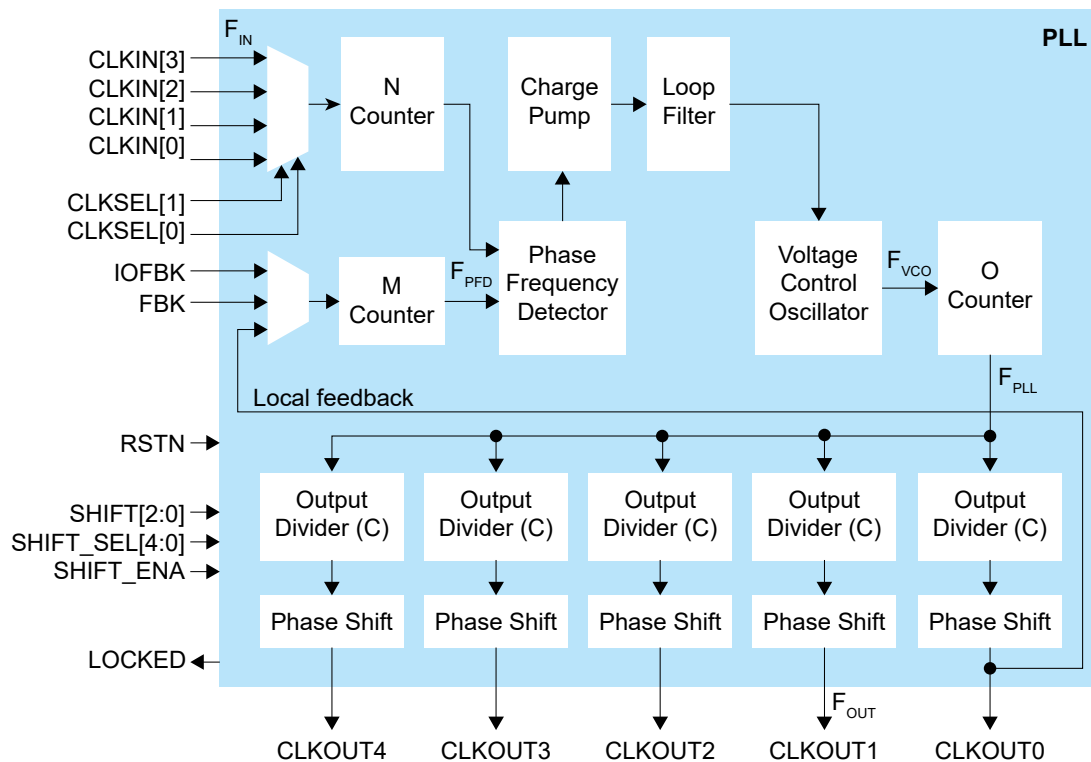 PLL
F_IN
CLKIN[3]
CLKIN[2]
CLKIN[1]
CLKIN[0]
CLKSEL[1]
CLKSEL[0]
N
Counter
Charge
Pump
Loop
Filter
IOFBK
FBK
M
Counter
F_PFD
Phase
Frequency
Detector
Voltage
Control
Oscillator
F_VCO
O
Counter
F_PLL
Local feedback
RSTN
SHIFT[2:0]
SHIFT_SEL[4:0]
SHIFT_ENA
LOCKED
Output
Divider (C)
Output
Divider (C)
Output
Divider (C)
Output
Divider (C)
Output
Divider (C)
Phase Shift
Phase Shift
Phase Shift
Phase Shift
Phase Shift
F_OUT
CLKOUT4
CLKOUT3
CLKOUT2
CLKOUT1
CLKOUT0